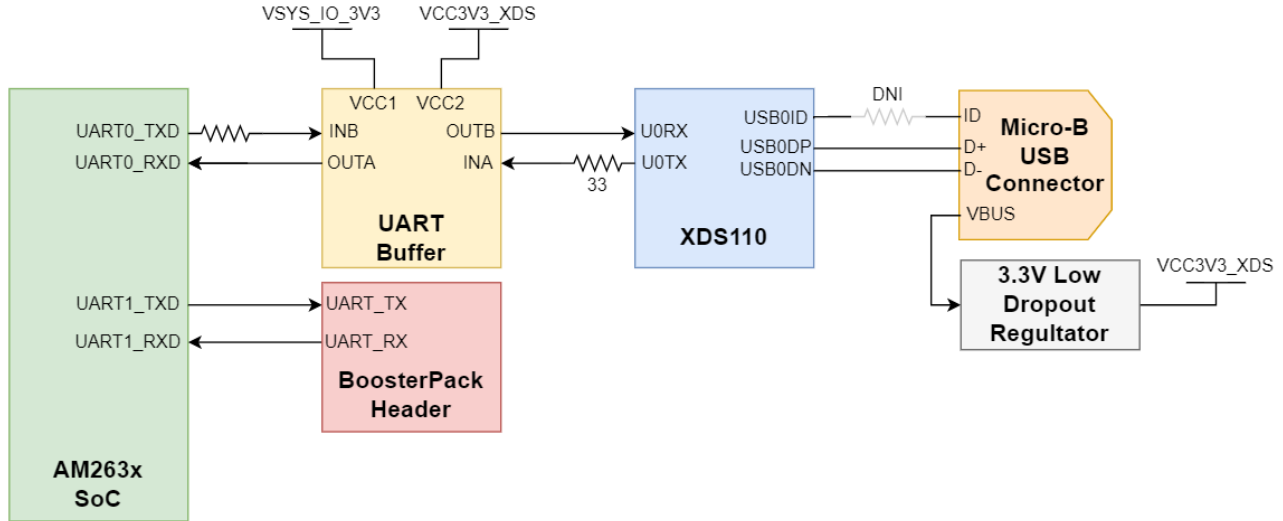 VSYS_IO_3V3
VCC3V3_XDS
VCC1
VCC2
UART0_TXD
UART0_RXD
INB
OUTA
OUTB
INA
UART
Buffer
33
U0RX
U0TX
XDS110
USB0ID
USB0DP
USB0DN
DNI
ID
D+
D-
VBUS
Micro-B
USB
Connector
3.3V Low
Dropout
Regultator
VCC3V3_XDS
UART1_TXD
UART1_RXD
UART_TX
UART_RX
BoosterPack
Header
AM263x
SoC